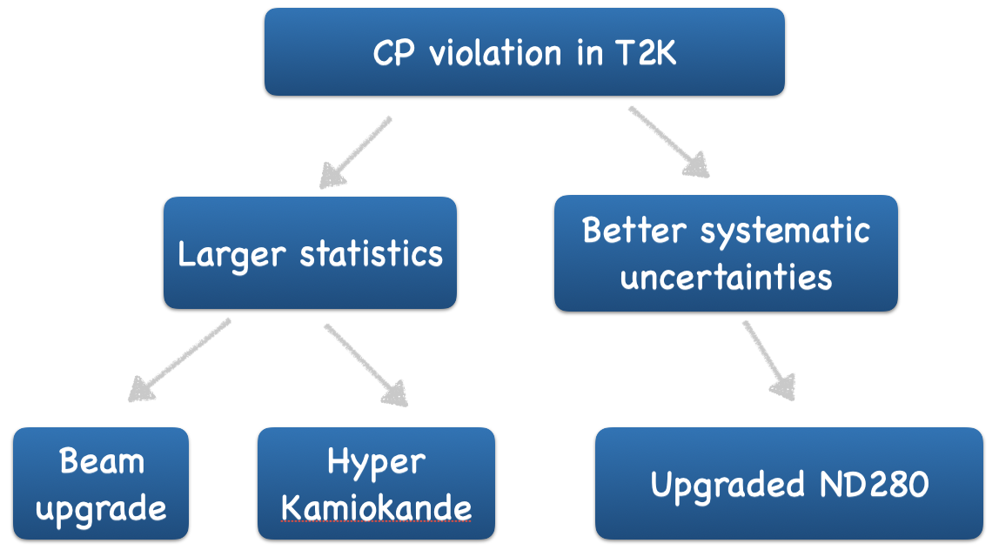 CP violation in T2K
Larger statistics
Better systematic
uncertainties
Beam
upgrade
Hyper
Kamiokande
Upgraded ND280